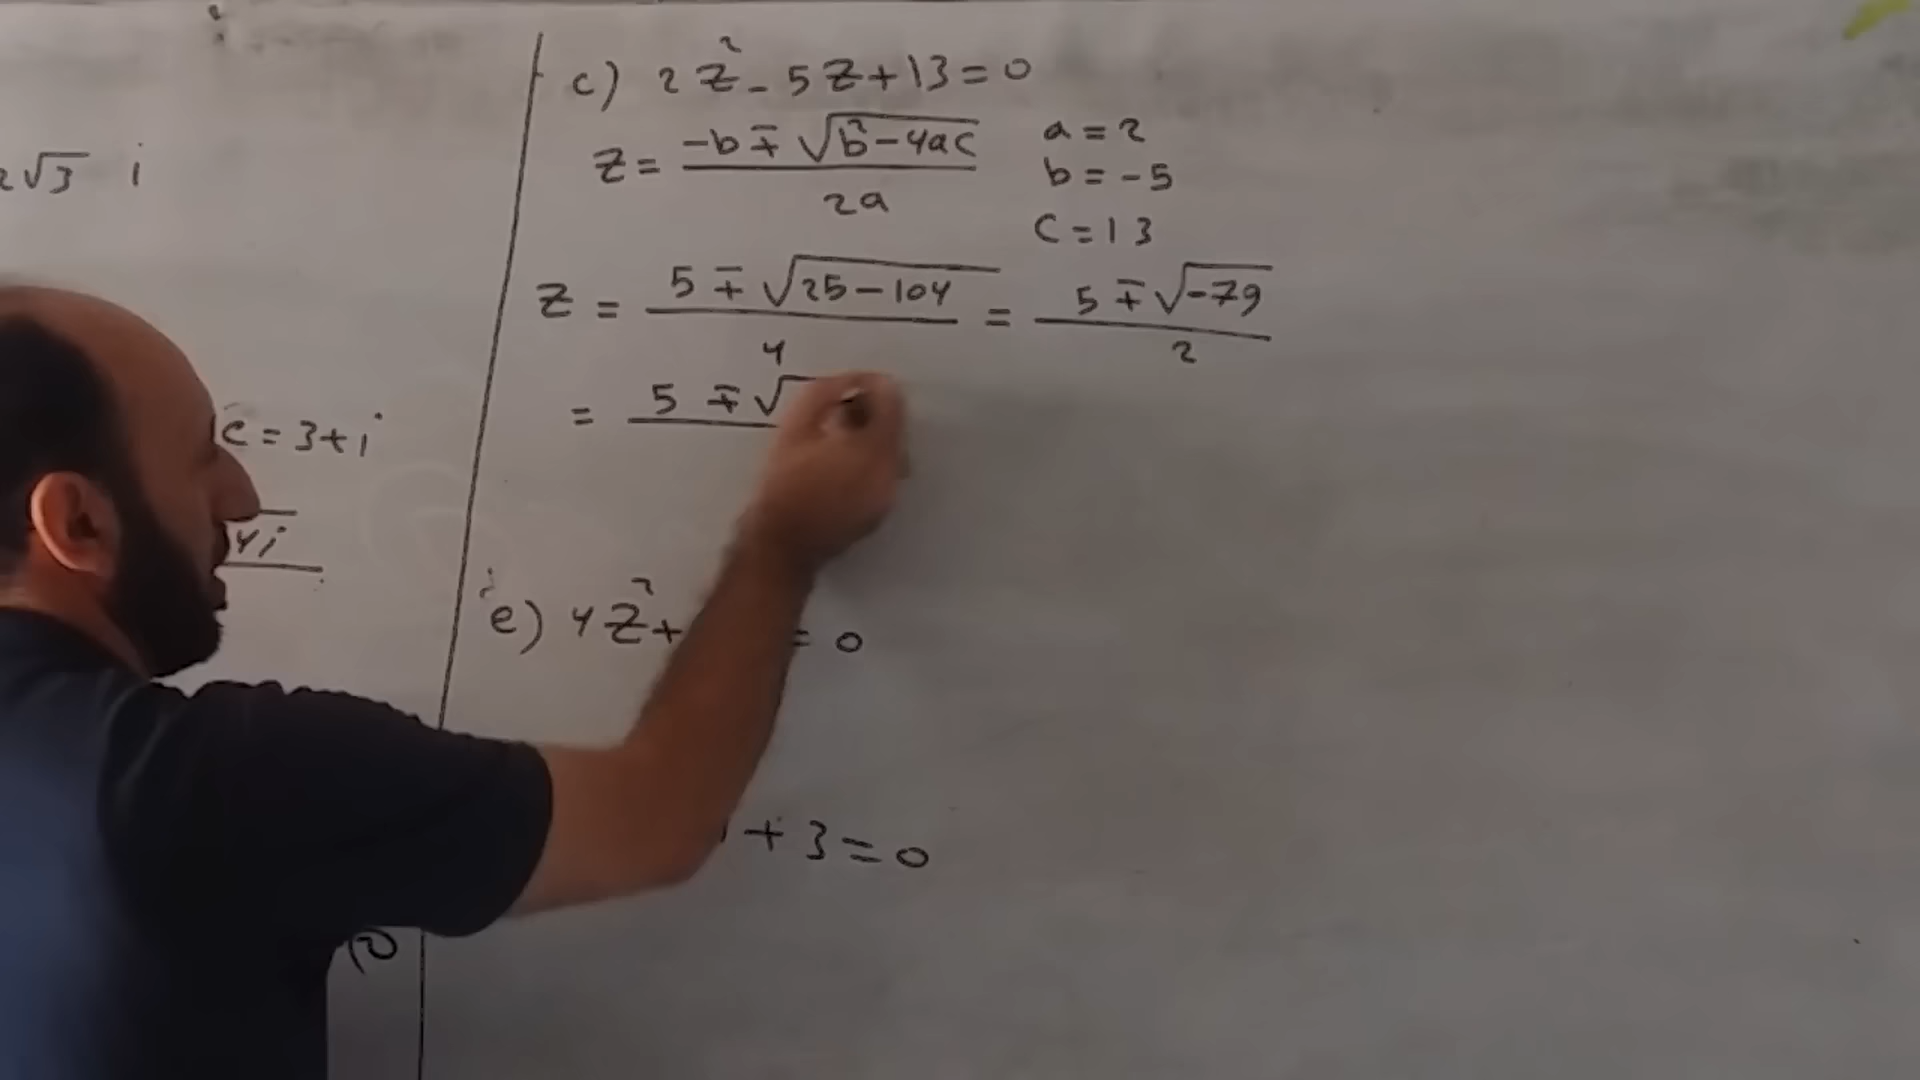 2√3 i
c = 3+i
4i
c) 2z² - 5z + 13 = 0
z = (-b ∓ √(b² - 4ac)) / 2a
a = 2
b = -5
c = 13
z = (5 ∓ √(25 - 104)) / 4 = (5 ∓ √(-79)) / 2
= 5 ∓ √
e) 4z² + = 0
+ 3 = 0